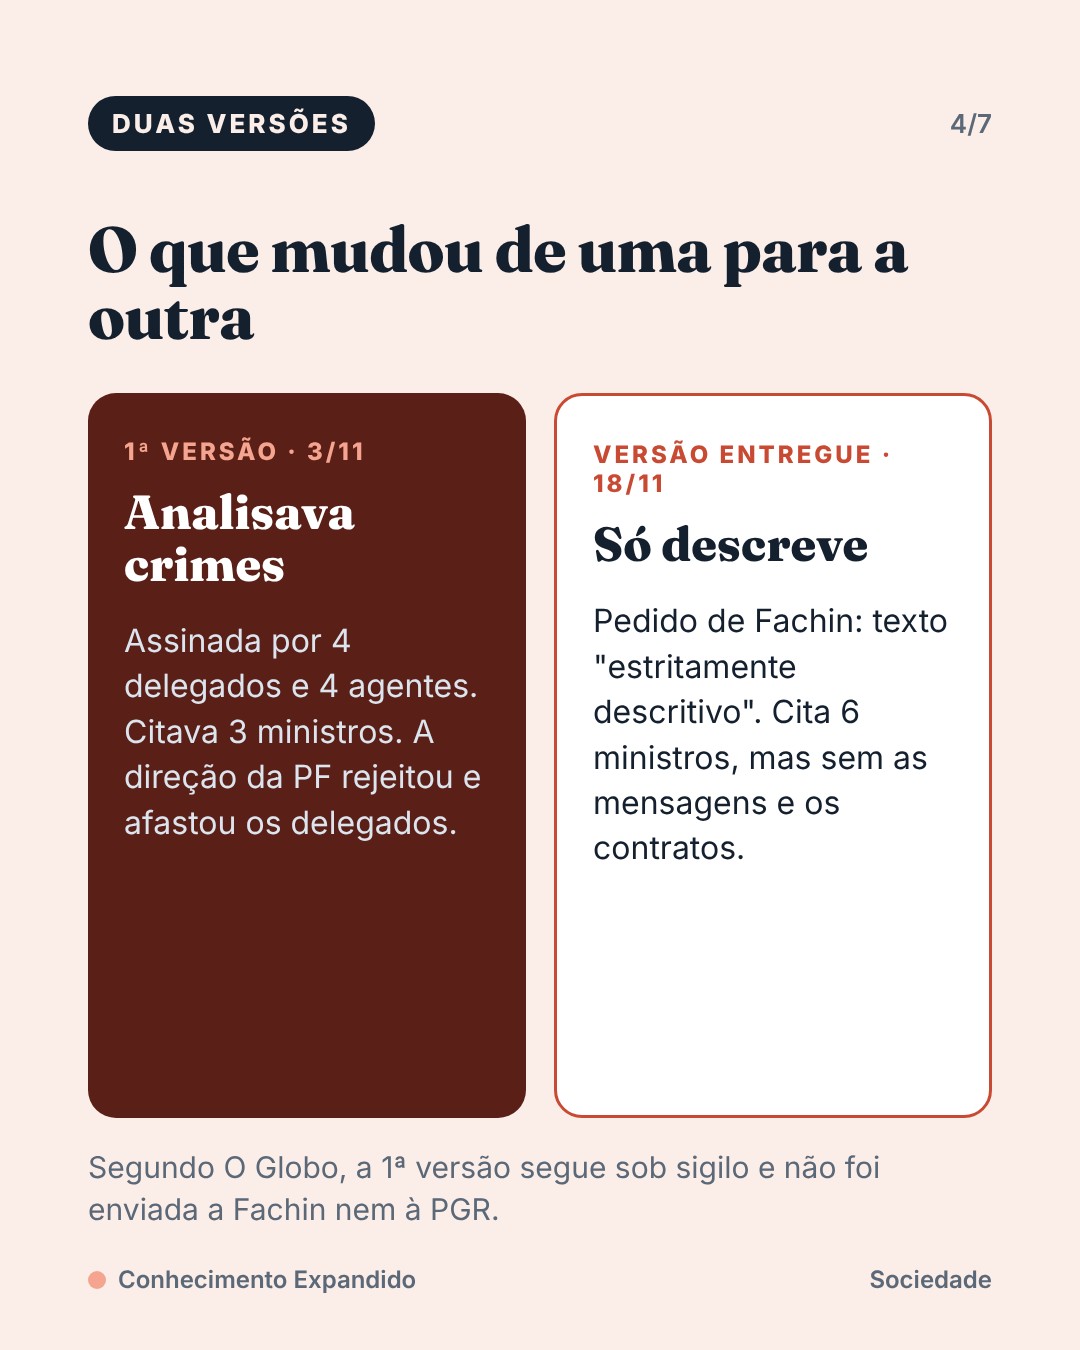 DUAS VERSÕES
4/7
O que mudou de uma para a
outra
1ª VERSÃO · 3/11
Analisava
crimes
Assinada por 4
delegados e 4 agentes.
Citava 3 ministros. A
direção da PF rejeitou e
afastou os delegados.
VERSÃO ENTREGUE ·
18/11
Só descreve
Pedido de Fachin: texto
"estritamente
descritivo". Cita 6
ministros, mas sem as
mensagens e os
contratos.
Segundo O Globo, a 1ª versão segue sob sigilo e não foi
enviada a Fachin nem à PGR.
Conhecimento Expandido
Sociedade